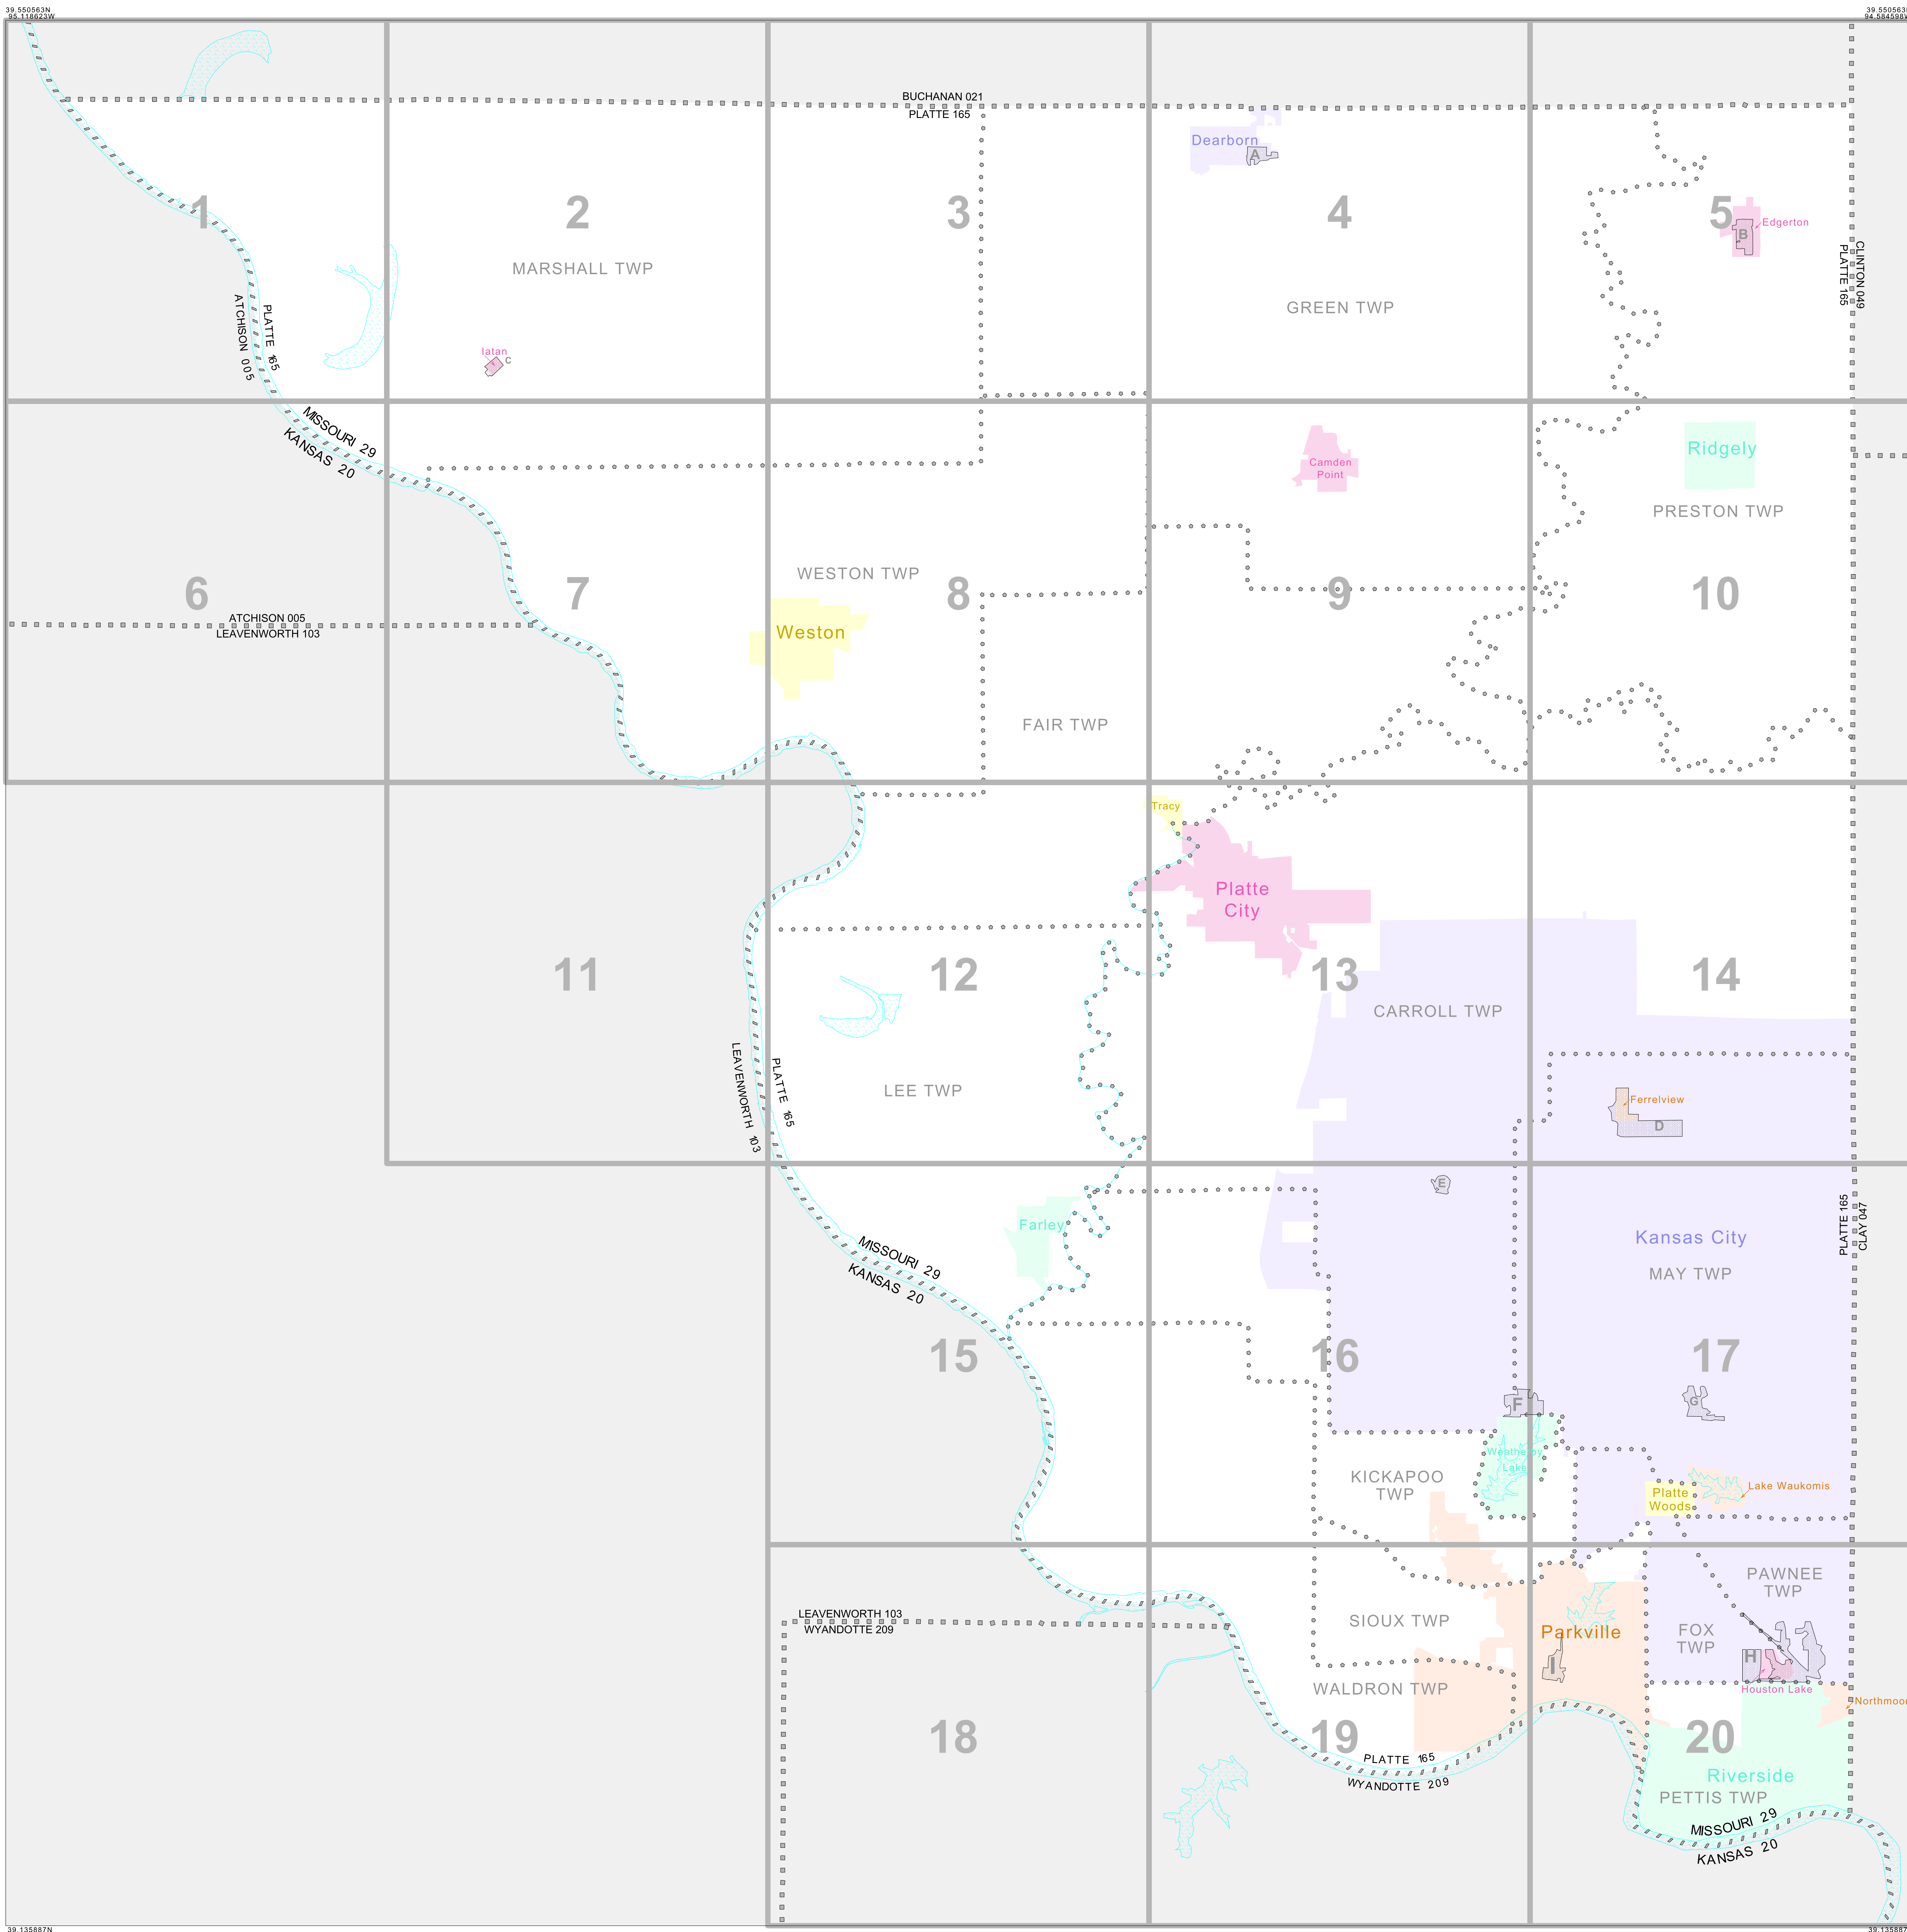 39.550563N
95.118623W
39.550563N
94.584598W
BUCHANAN 021
PLATTE 165
Dearborn
A
1
2
3
4
5
B
Edgerton
MARSHALL TWP
GREEN TWP
PLATTE 165
CLINTON 049
ATCHISON 005
PLATTE 165
Iatan
C
MISSOURI 29
KANSAS 20
Camden
Point
Ridgely
PRESTON TWP
WESTON TWP
6
7
8
9
10
ATCHISON 005
LEAVENWORTH 103
Weston
FAIR TWP
Tracy
Platte
City
11
12
13
14
CARROLL TWP
LEE TWP
LEAVENWORTH 103
PLATTE 165
Ferrelview
D
E
Farley
MISSOURI 29
KANSAS 20
Kansas City
MAY TWP
PLATTE 165
CLAY 047
15
16
17
F
G
Weatherby
Lake
KICKAPOO
TWP
Platte
Woods
Lake Waukomis
PAWNEE
TWP
LEAVENWORTH 103
WYANDOTTE 209
SIOUX TWP
Parkville
FOX
TWP
H
I
Houston Lake
WALDRON TWP
Northmoor
18
19
20
PLATTE 165
WYANDOTTE 209
Riverside
PETTIS TWP
MISSOURI 29
KANSAS 20
39.135887N
39.135887